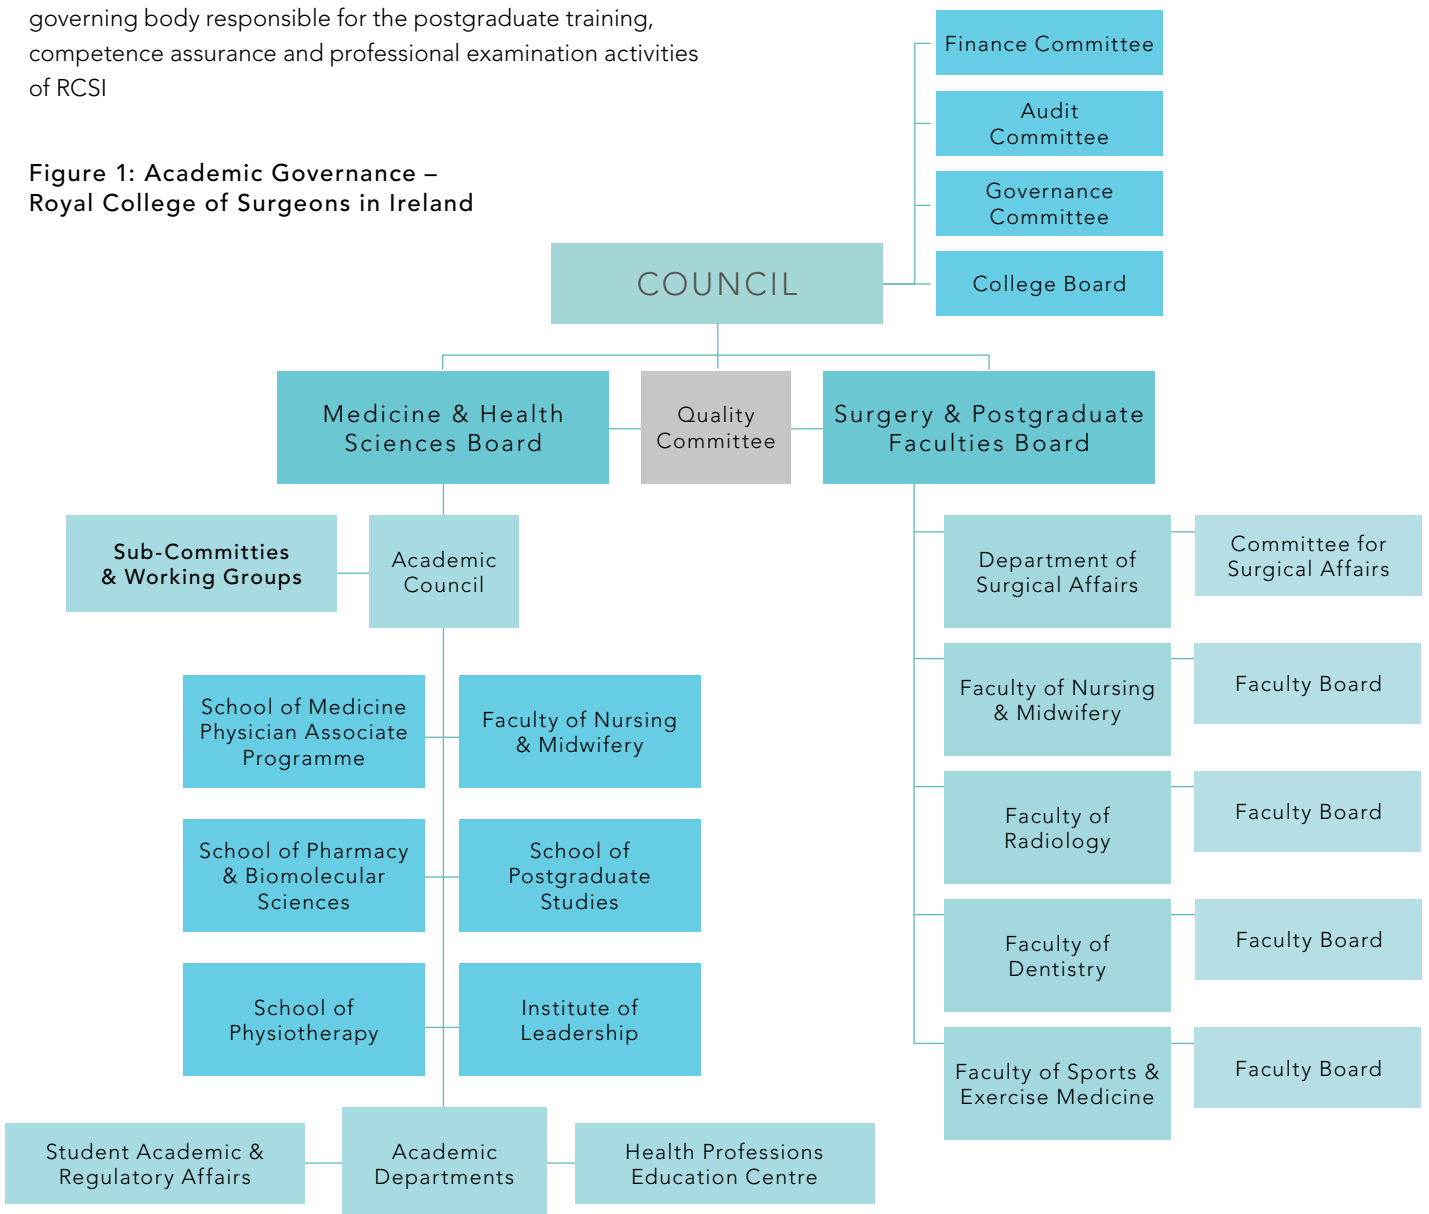 governing body responsible for the postgraduate training,
competence assurance and professional examination activities
of RCSI
Figure 1: Academic Governance –
Royal College of Surgeons in Ireland
Finance Committee
Audit
Committee
Governance
Committee
College Board
COUNCIL
Medicine & Health
Sciences Board
Quality
Committee
Surgery & Postgraduate
Faculties Board
Sub-Committies
& Working Groups
Academic
Council
School of Medicine
Physician Associate
Programme
Faculty of Nursing
& Midwifery
School of Pharmacy
& Biomolecular
Sciences
School of
Postgraduate
Studies
School of
Physiotherapy
Institute of
Leadership
Student Academic &
Regulatory Affairs
Academic
Departments
Health Professions
Education Centre
Department of
Surgical Affairs
Committee for
Surgical Affairs
Faculty of Nursing
& Midwifery
Faculty Board
Faculty of
Radiology
Faculty Board
Faculty of
Dentistry
Faculty Board
Faculty of Sports &
Exercise Medicine
Faculty Board